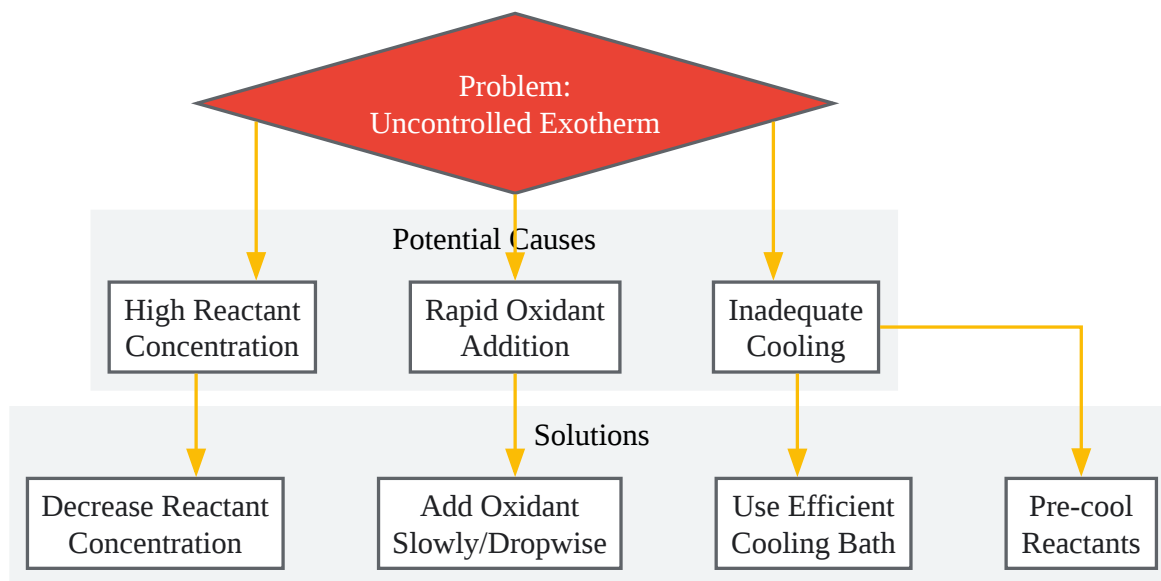 Problem:
Uncontrolled Exotherm
Potential Causes
High Reactant
Concentration
Rapid Oxidant
Addition
Inadequate
Cooling
Solutions
Decrease Reactant
Concentration
Add Oxidant
Slowly/Dropwise
Use Efficient
Cooling Bath
Pre-cool
Reactants